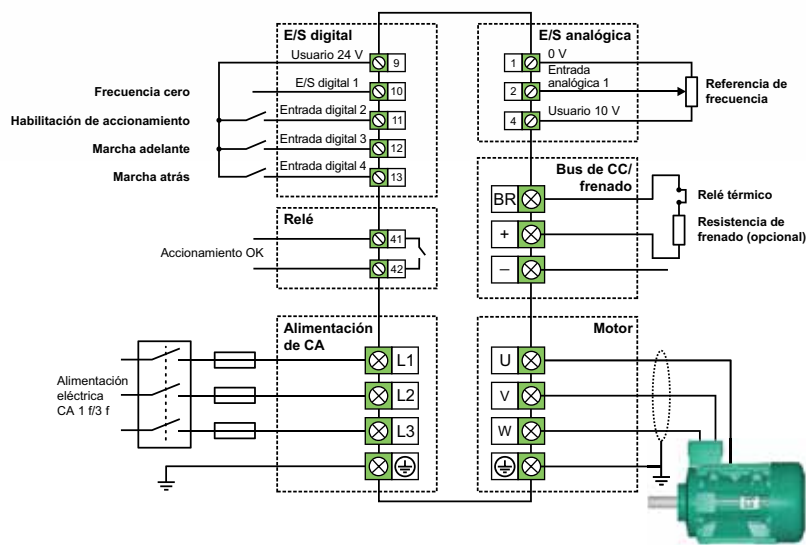 E/S digital
Usuario 24 V
9
Frecuencia cero
E/S digital 1
10
Habilitación de accionamiento
Entrada digital 2
11
Marcha adelante
Entrada digital 3
12
Marcha atrás
Entrada digital 4
13
Relé
Accionamiento OK
41
42
Alimentación
de CA
Alimentación
eléctrica
CA 1 f/3 f
L1
L2
L3
E/S analógica
1
0 V
2
Entrada
analógica 1
4
Usuario 10 V
Referencia de
frecuencia
Bus de CC/
frenado
BR
+
−
Relé térmico
Resistencia de
frenado (opcional)
Motor
U
V
W